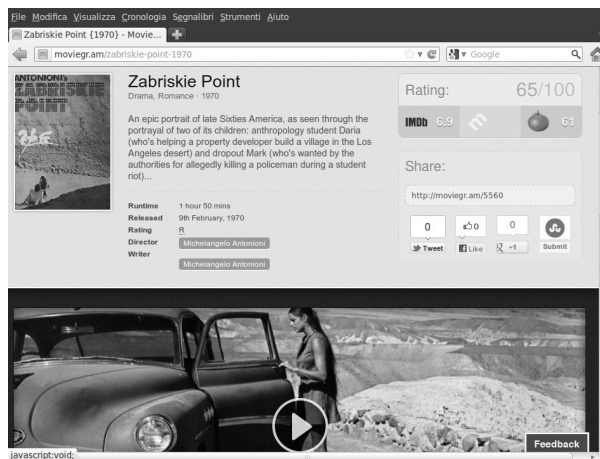 File Modifica Visualizza Cronologia Segnalibri Strumenti Aiuto
Zabriskie Point {1970} - Movie...
moviegr.am/zabriskie-point-1970
Google
ANTONIONI's
ZABRISKIE
POINT
Zabriskie Point
Drama, Romance · 1970
An epic portrait of late Sixties America, as seen through the
portrayal of two of its children: anthropology student Daria
(who's helping a property developer build a village in the Los
Angeles desert) and dropout Mark (who's wanted by the
authorities for allegedly killing a policeman during a student
riot)...
Runtime 1 hour 50 mins
Released 9th February, 1970
Rating R
Director Michelangelo Antonioni
Writer
Michelangelo Antonioni
Rating: 65/100
IMDb 6.9 61
Share:
http://moviegr.am/5560
0 0 0
Tweet Like +1 Submit
Feedback
javascript:void;